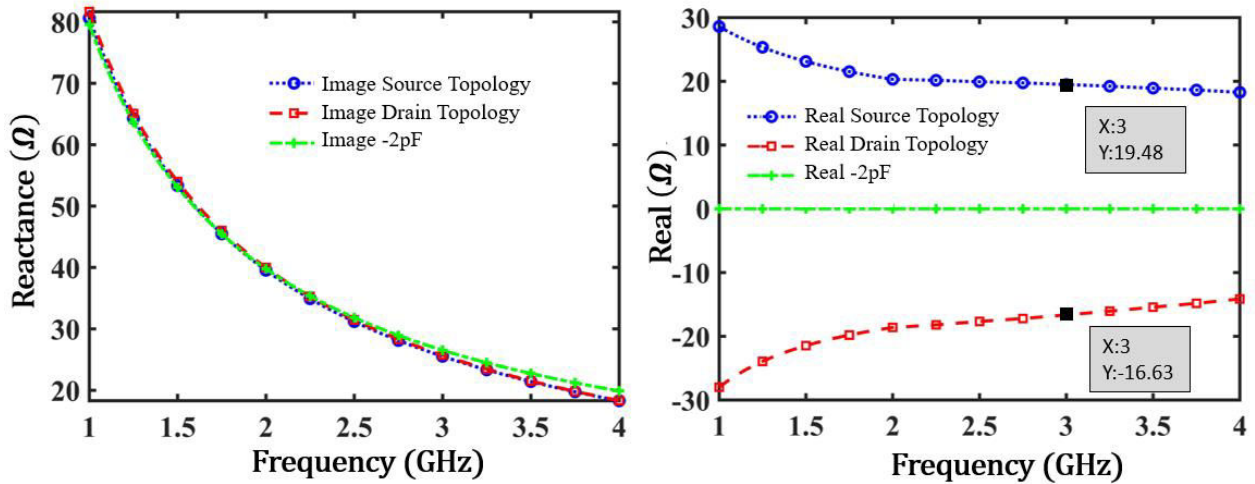 Reactance (Ω)
80
70
60
50
40
30
20
Image Source Topology
Image Drain Topology
Image -2pF
1
1.5
2
2.5
3
3.5
4
Frequency (GHz)
Real (Ω)
30
20
10
0
-10
-20
-30
Real Source Topology
Real Drain Topology
Real -2pF
X:3
Y:19.48
X:3
Y:-16.63
1
1.5
2
2.5
3
3.5
4
Frequency (GHz)